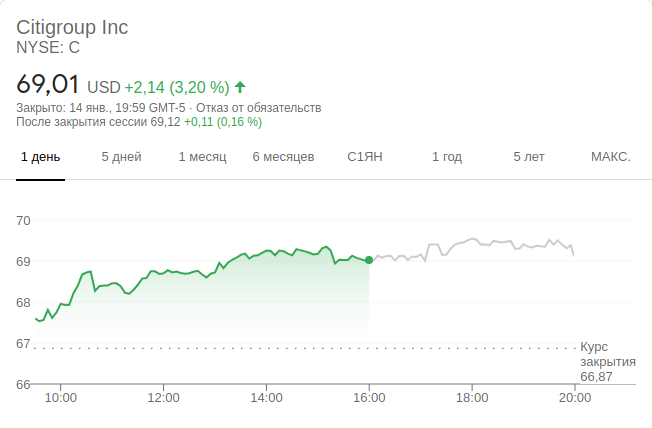 Citigroup Inc
NYSE: C
69,01 USD +2,14 (3,20 %)
Закрыто: 14 янв., 19:59 GMT-5 · Отказ от обязательств
После закрытия сессии 69,12 +0,11 (0,16 %)
1 день 5 дней 1 месяц 6 месяцев С1ЯН 1 год 5 лет МАКС.
70
69
68
67
Курс
закрытия
66,87
66
10:00 12:00 14:00 16:00 18:00 20:00